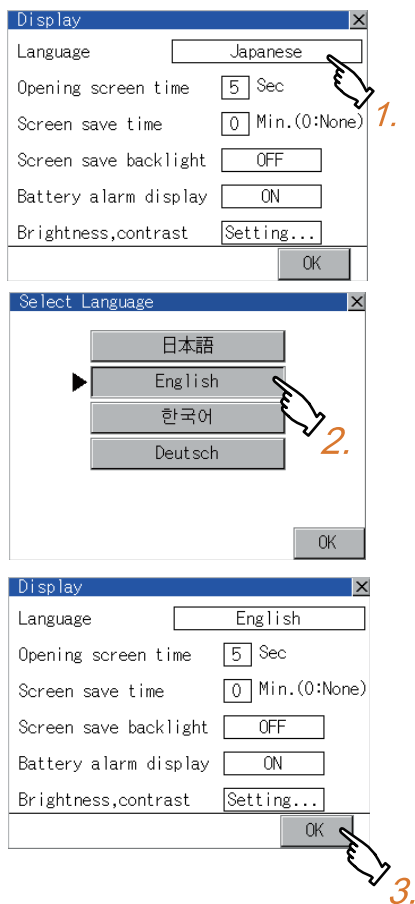 Display
Language Japanese
Opening screen time 5 Sec
Screen save time 0 Min.(0:None)
Screen save backlight OFF
Battery alarm display ON
Brightness,contrast Setting...
OK
1.
Select Language
日本語
English
한국어
Deutsch
OK
2.
Display
Language English
Opening screen time 5 Sec
Screen save time 0 Min.(0:None)
Screen save backlight OFF
Battery alarm display ON
Brightness,contrast Setting...
OK
3.